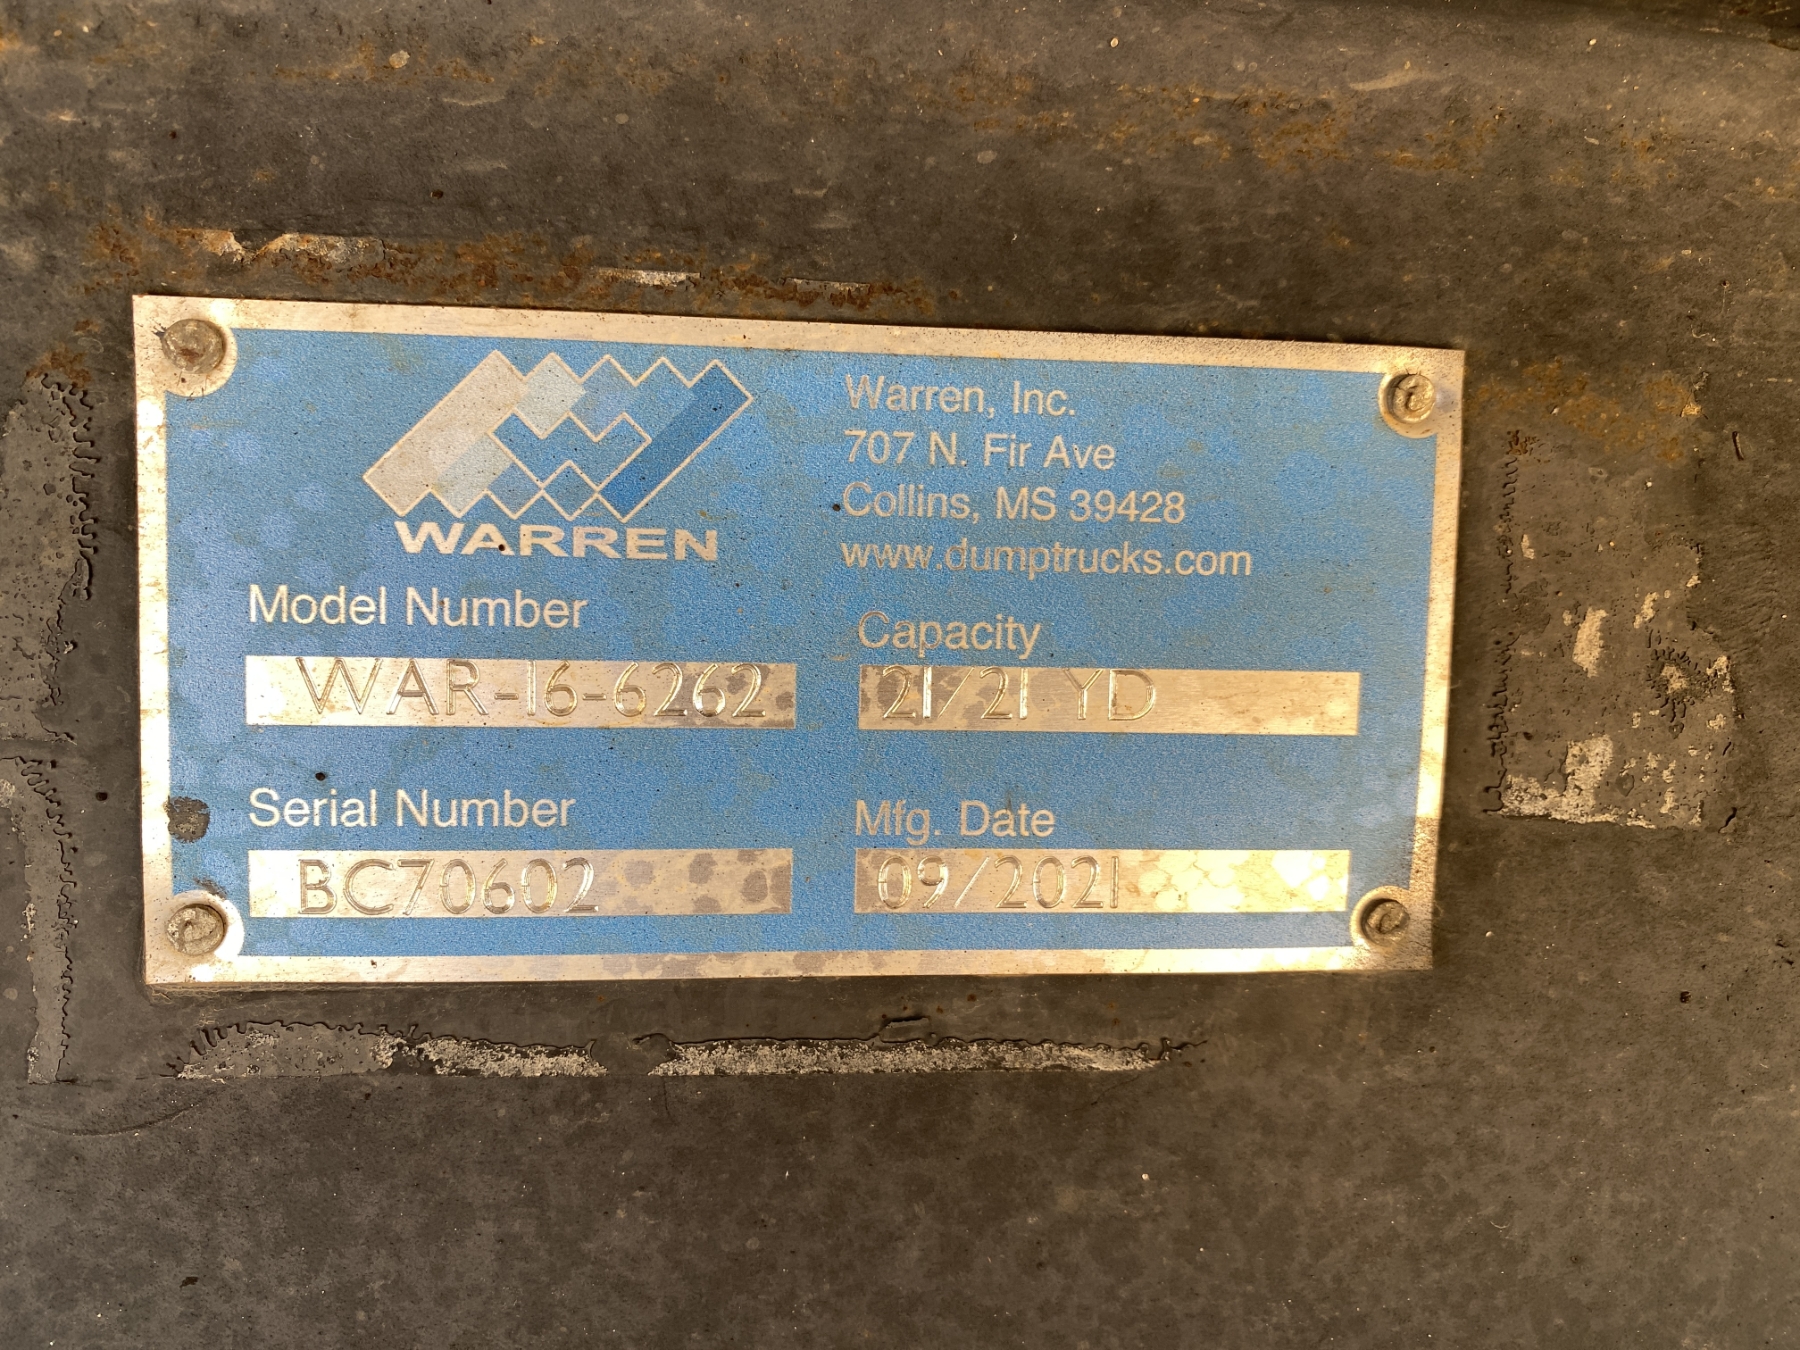 WARREN
Warren, Inc.
707 N. Fir Ave
Collins, MS 39428
www.dumptrucks.com
Model Number
WAR-16-6262
Capacity
21/21 YD
Serial Number
BC70602
Mfg. Date
09/2021